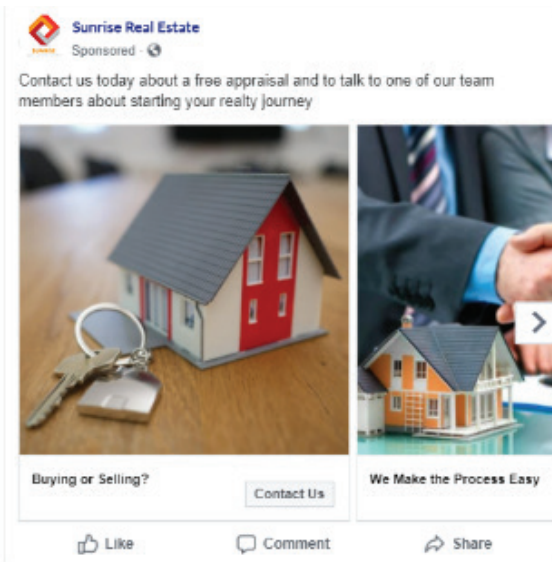 Sunrise Real Estate
SUNRISE
Sponsored ·
Contact us today about a free appraisal and to talk to one of our team
members about starting your realty journey
Buying or Selling?
Contact Us
We Make the Process Easy
Like
Comment
Share